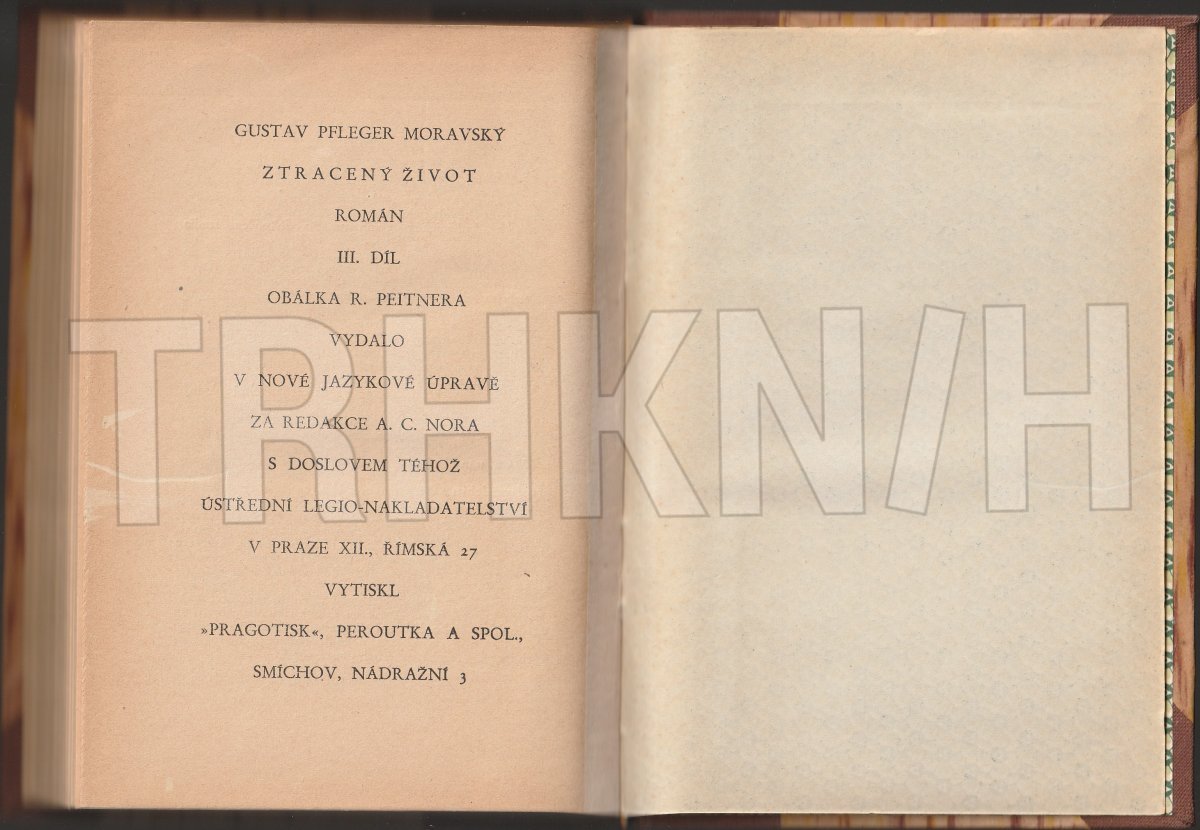 GUSTAV PFLEGER MORAVSKÝ
ZTRACENÝ ŽIVOT
ROMÁN
III. DÍL
OBÁLKA R. PEITNERA
VYDALO
V NOVÉ JAZYKOVÉ ÚPRAVĚ
ZA REDAKCE A. C. NORA
S DOSLOVEM TÉHOŽ
ÚSTŘEDNÍ LEGIO-NAKLADATELSTVÍ
V PRAZE XII., ŘÍMSKÁ 27
VYTISKL
»PRAGOTISK«, PEROUTKA A SPOL.,
SMÍCHOV, NÁDRAŽNÍ 3
TRHKN/H